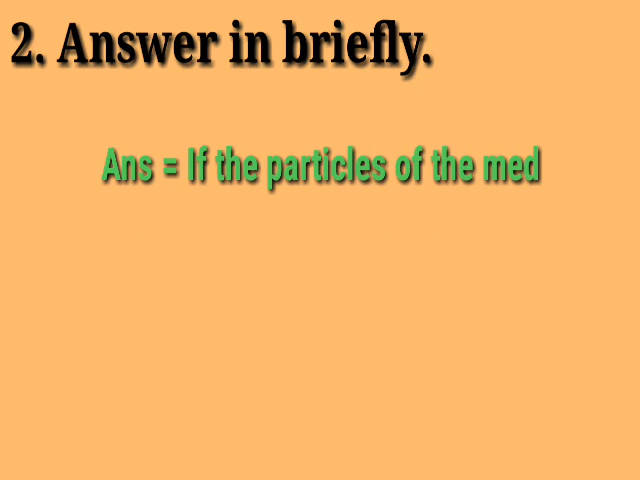 2. Answer in briefly.
Ans = If the particles of the med